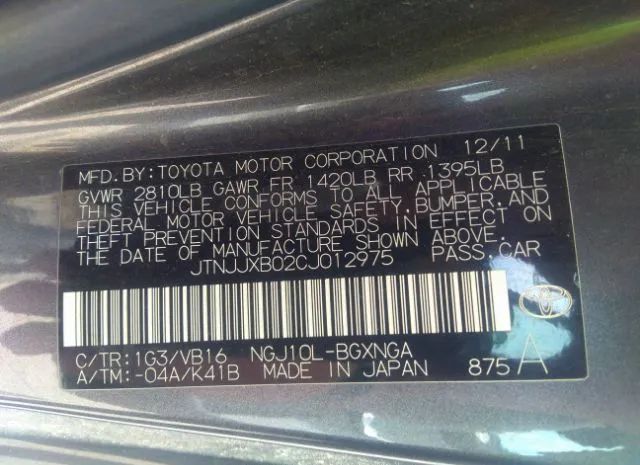 MFD. BY: TOYOTA MOTOR CORPORATION 12/11
GVWR 2810LB GAWR FR 1420LB RR 1395LB
THIS VEHICLE CONFORMS TO ALL APPLICABLE
FEDERAL MOTOR VEHICLE SAFETY, BUMPER, AND
THEFT PREVENTION STANDARDS IN EFFECT ON
THE DATE OF MANUFACTURE SHOWN ABOVE.
JTNJJXB02CJ012975 PASS. CAR
C/TR: 1G3/VB16 NGJ10L-BGXNGA
A/TM: -04A/K41B MADE IN JAPAN 875 A